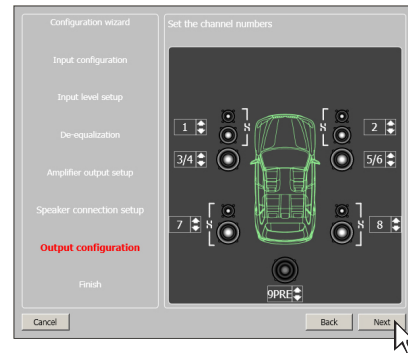 Configuration wizard
Set the channel numbers
Input configuration
Input level setup
De-equalization
Amplifier output setup
Speaker connection setup
Output configuration
Finish
1
2
3/4
5/6
7
8
9PRE
Cancel
Back
Next